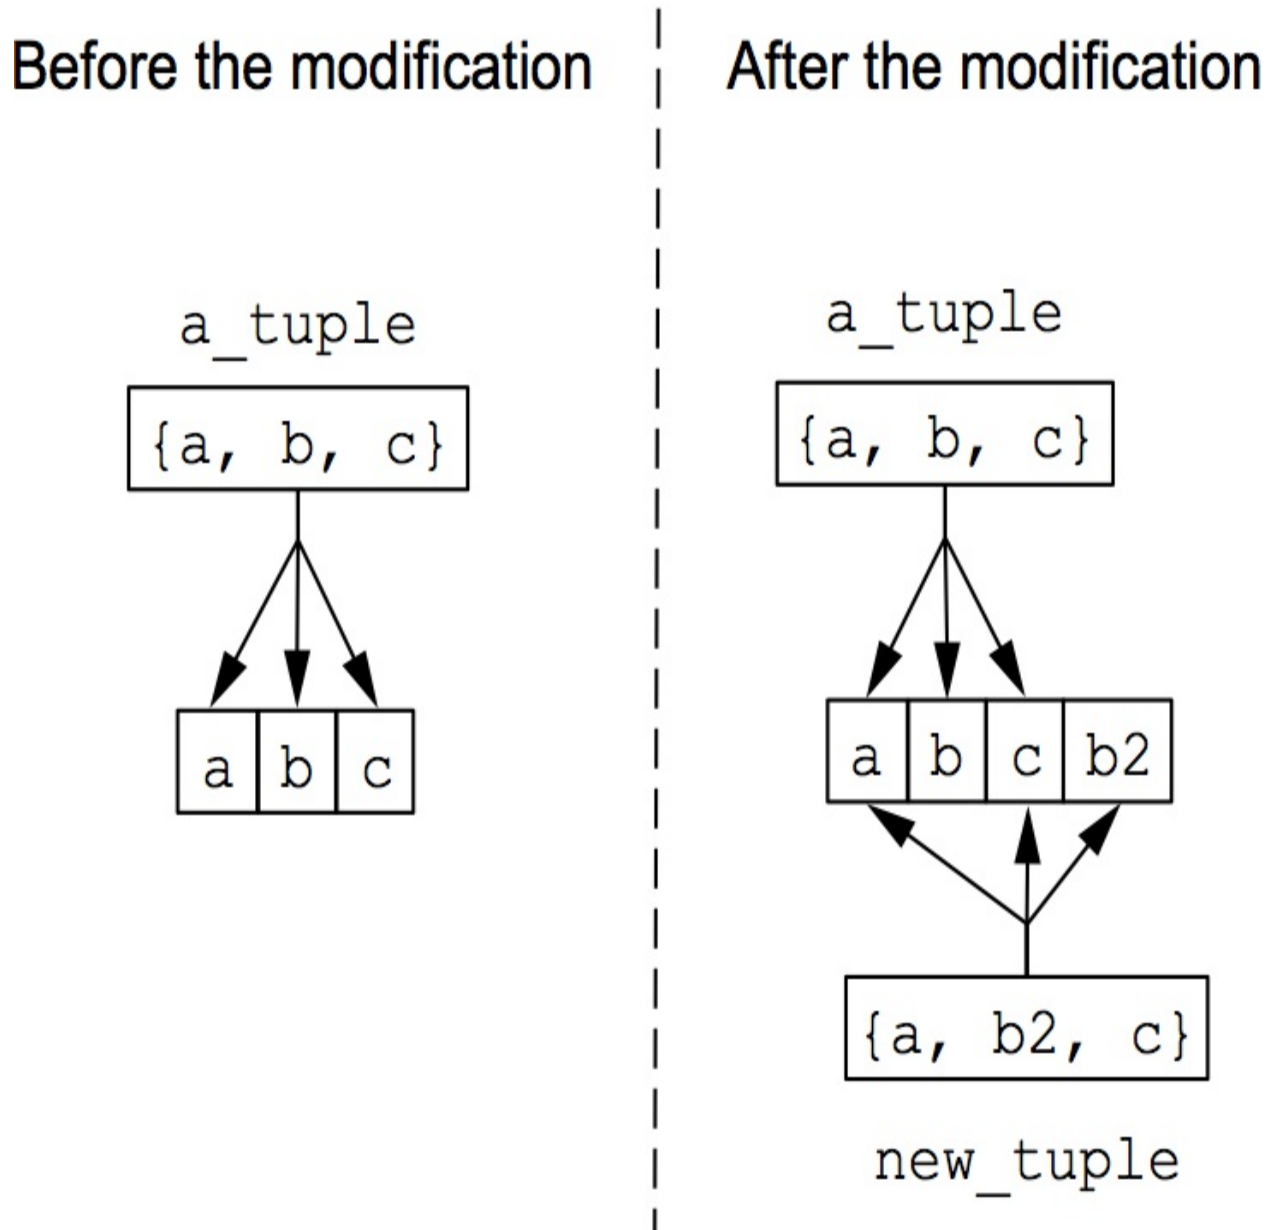 Before the modification
After the modification
a_tuple
{a, b, c}
a b c
a_tuple
{a, b, c}
a b c b2
{a, b2, c}
new_tuple